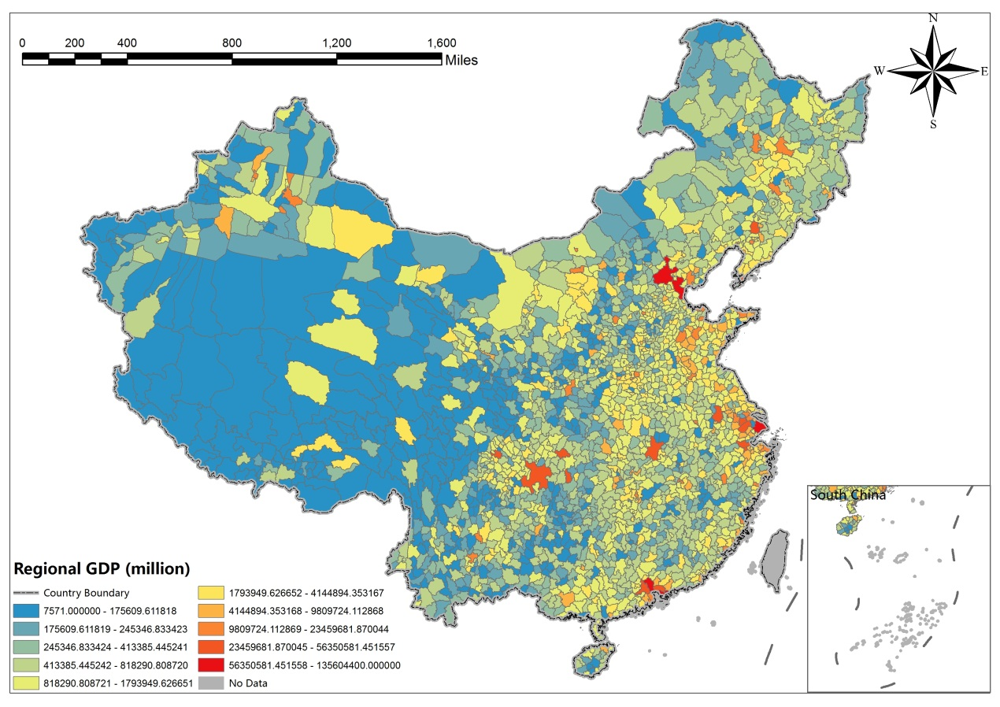 N
0 200 400 800 1,200 1,600
Miles
W E
S
South China
Regional GDP (million)
Country Boundary
7571.000000 - 175609.611818
175609.611819 - 245346.833423
245346.833424 - 413385.445241
413385.445242 - 818290.808720
818290.808721 - 1793949.626651
1793949.626652 - 4144894.353167
4144894.353168 - 9809724.112868
9809724.112869 - 23459681.870044
23459681.870045 - 56350581.451557
56350581.451558 - 135604400.000000
No Data